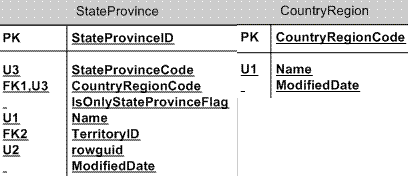 StateProvince
PK StateProvinceID
U3 StateProvinceCode
FK1,U3 CountryRegionCode
IsOnlyStateProvinceFlag
U1 Name
FK2 TerritoryID
U2 rowguid
ModifiedDate
CountryRegion
PK CountryRegionCode
U1 Name
ModifiedDate